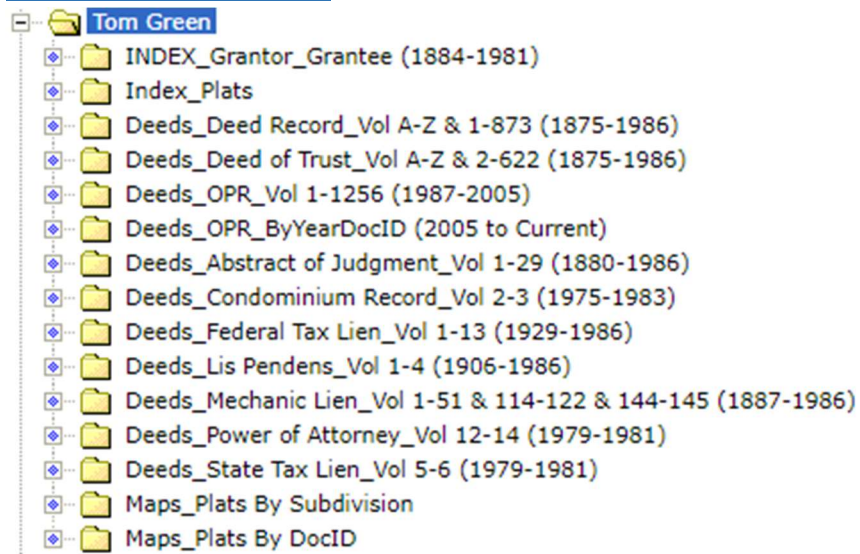 Tom Green
INDEX_Grantor_Grantee (1884-1981)
Index_Plats
Deeds_Deed Record_Vol A-Z & 1-873 (1875-1986)
Deeds_Deed of Trust_Vol A-Z & 2-622 (1875-1986)
Deeds_OPR_Vol 1-1256 (1987-2005)
Deeds_OPR_ByYearDocID (2005 to Current)
Deeds_Abstract of Judgment_Vol 1-29 (1880-1986)
Deeds_Condominium Record_Vol 2-3 (1975-1983)
Deeds_Federal Tax Lien_Vol 1-13 (1929-1986)
Deeds_Lis Pendens_Vol 1-4 (1906-1986)
Deeds_Mechanic Lien_Vol 1-51 & 114-122 & 144-145 (1887-1986)
Deeds_Power of Attorney_Vol 12-14 (1979-1981)
Deeds_State Tax Lien_Vol 5-6 (1979-1981)
Maps_Plats By Subdivision
Maps_Plats By DocID